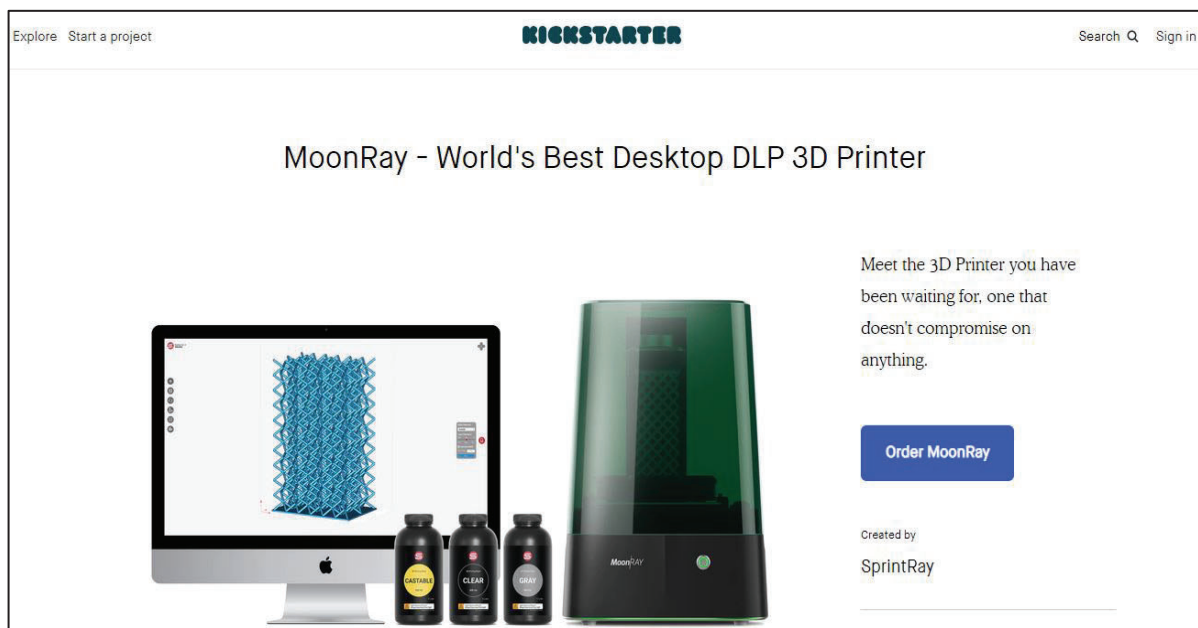 Explore Start a project KICKSTARTER Search Sign in
MoonRay - World's Best Desktop DLP 3D Printer
Meet the 3D Printer you have
been waiting for, one that
doesn't compromise on
anything.
Order MoonRay
Created by
SprintRay
MoonRAY
CASTABLE
CLEAR
GRAY